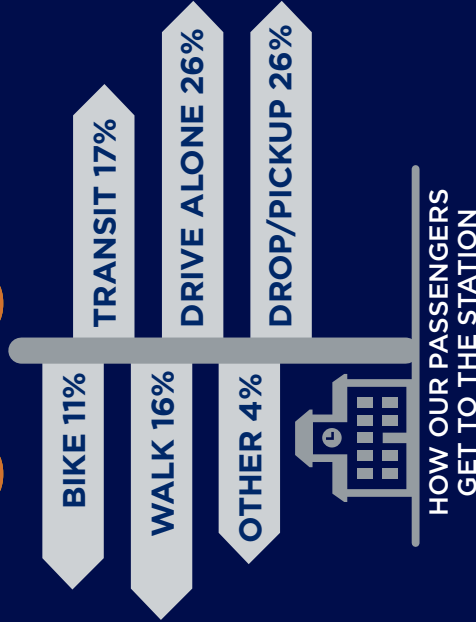 BIKE 11%
TRANSIT 17%
WALK 16%
DRIVE ALONE 26%
OTHER 4%
DROP/PICKUP 26%
HOW OUR PASSENGERS
GET TO THE STATION